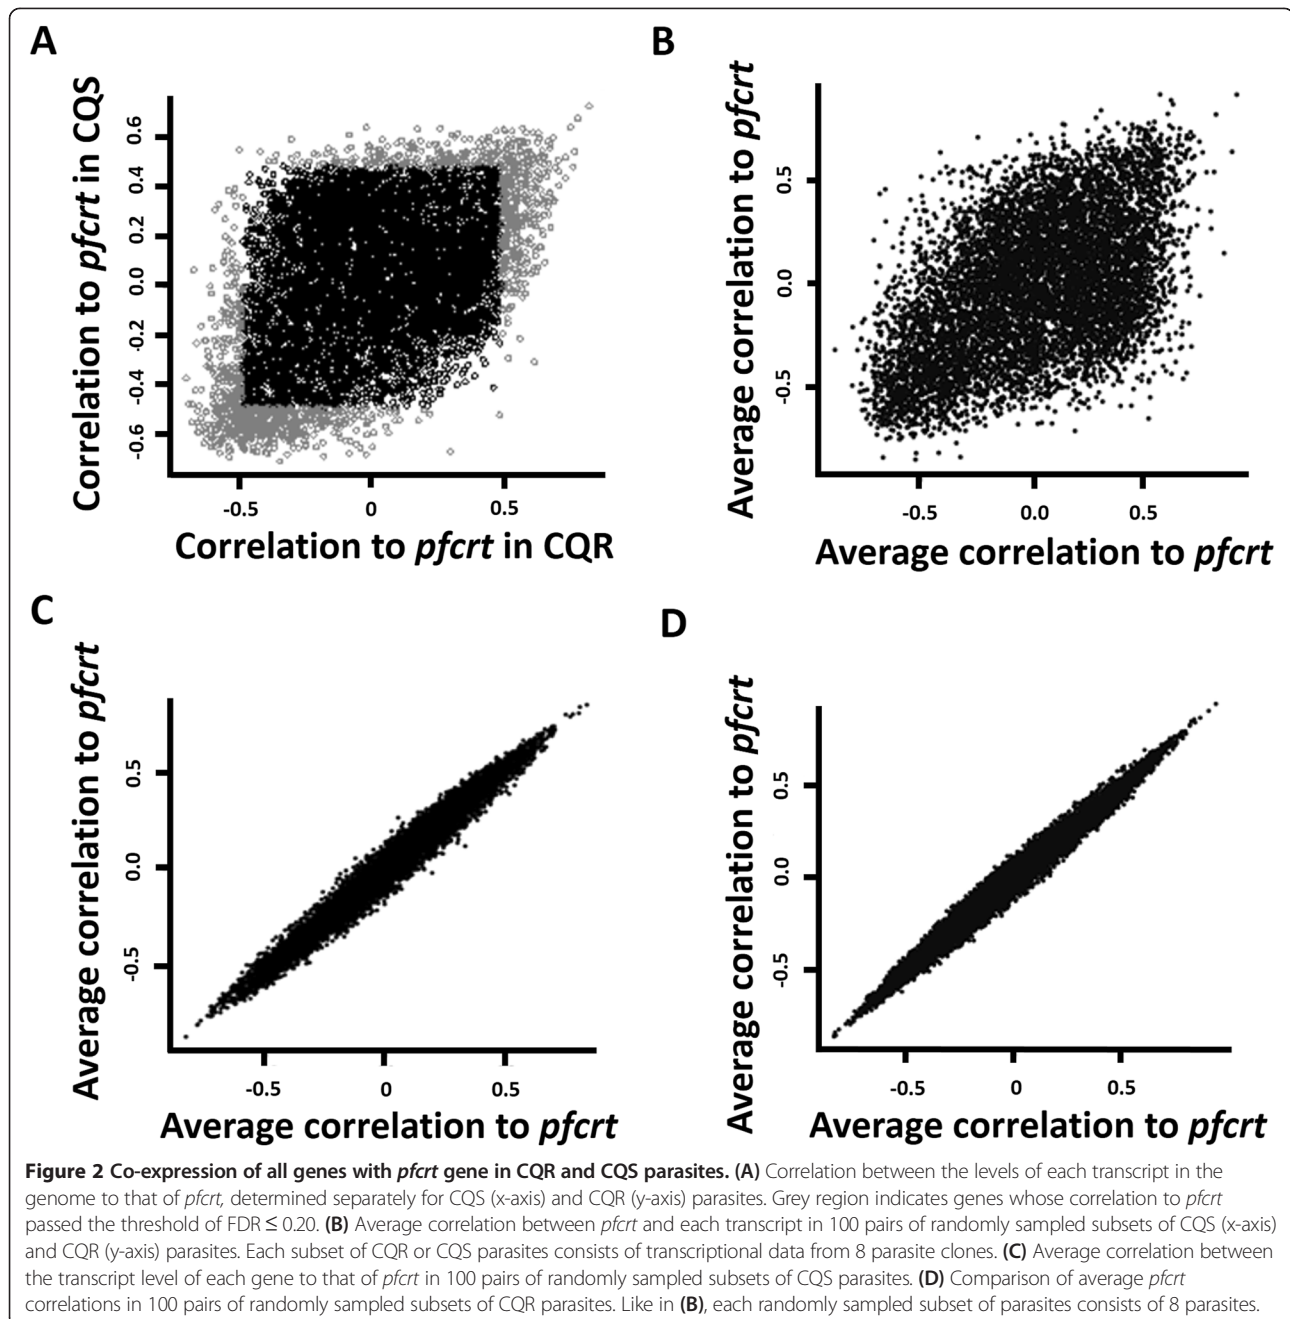 A
Correlation to pfcrt in CQS
0.6
0.4
0.2
0.0
-0.2
-0.4
-0.6
-0.5
0
0.5
Correlation to pfcrt in CQR
B
Average correlation to pfcrt
0.5
0.0
-0.5
-0.5
0.0
0.5
Average correlation to pfcrt
C
Average correlation to pfcrt
0.5
0.0
-0.5
-0.5
0
0.5
Average correlation to pfcrt
D
Average correlation to pfcrt
0.5
0.0
-0.5
-0.5
0
0.5
Average correlation to pfcrt
Figure 2 Co-expression of all genes with pfcrt gene in CQR and CQS parasites. (A) Correlation between the levels of each transcript in the
genome to that of pfcrt, determined separately for CQS (x-axis) and CQR (y-axis) parasites. Grey region indicates genes whose correlation to pfcrt
passed the threshold of FDR ≤ 0.20. (B) Average correlation between pfcrt and each transcript in 100 pairs of randomly sampled subsets of CQS (x-axis)
and CQR (y-axis) parasites. Each subset of CQR or CQS parasites consists of transcriptional data from 8 parasite clones. (C) Average correlation between
the transcript level of each gene to that of pfcrt in 100 pairs of randomly sampled subsets of CQS parasites. (D) Comparison of average pfcrt
correlations in 100 pairs of randomly sampled subsets of CQR parasites. Like in (B), each randomly sampled subset of parasites consists of 8 parasites.